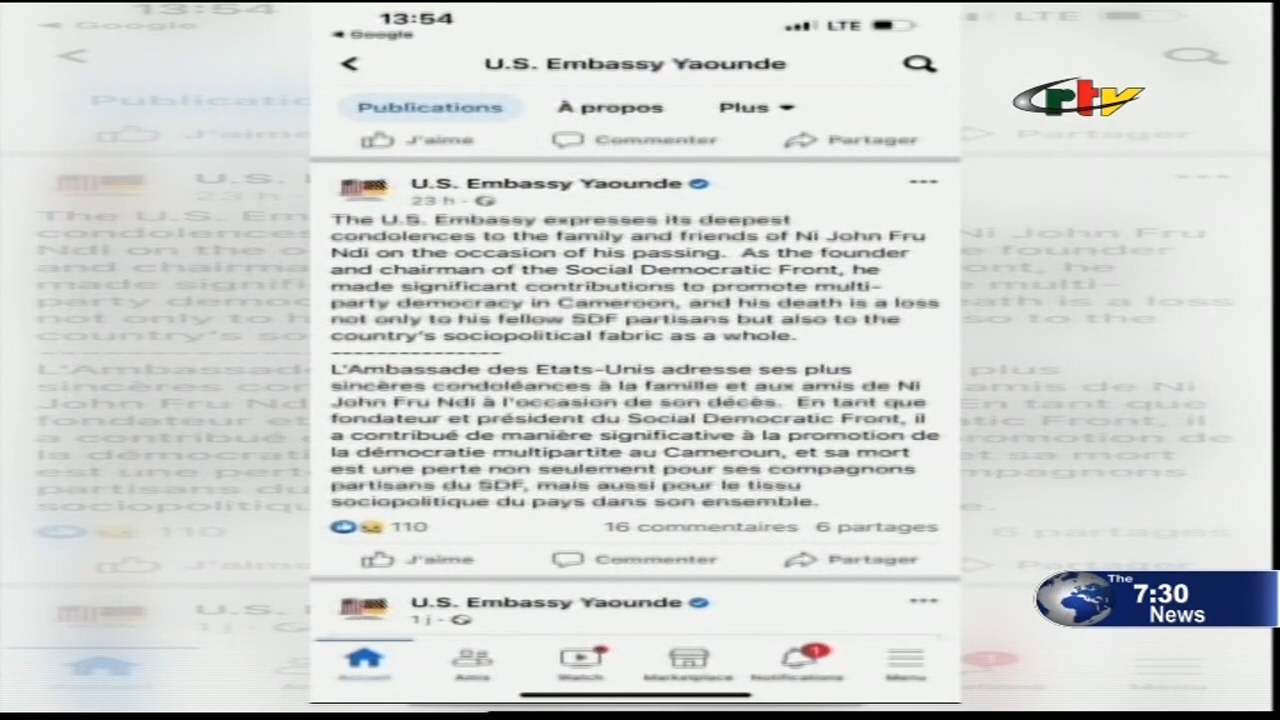 13:54
LTE
Google
U.S. Embassy Yaounde
crtv
Publications
À propos
Plus
J'aime
Commenter
Partager
U.S. Embassy Yaounde
23 h
The U.S. Embassy expresses its deepest
condolences to the family and friends of Ni John Fru
Ndi on the occasion of his passing. As the founder
and chairman of the Social Democratic Front, he
made significant contributions to promote multi-
party democracy in Cameroon, and his death is a loss
not only to his fellow SDF partisans but also to the
country's sociopolitical fabric as a whole.
---------------
L'Ambassade des Etats-Unis adresse ses plus
sincères condoléances à la famille et aux amis de Ni
John Fru Ndi à l'occasion de son décès. En tant que
fondateur et président du Social Democratic Front, il
a contribué de manière significative à la promotion de
la démocratie multipartite au Cameroun, et sa mort
est une perte non seulement pour ses compagnons
partisans du SDF, mais aussi pour le tissu
sociopolitique du pays dans son ensemble.
110
16 commentaires
6 partages
J'aime
Commenter
Partager
The
7:30
News
U.S. Embassy Yaounde
1 j
1
Accueil
Amis
Watch
Marketplace
Notifications
Menu